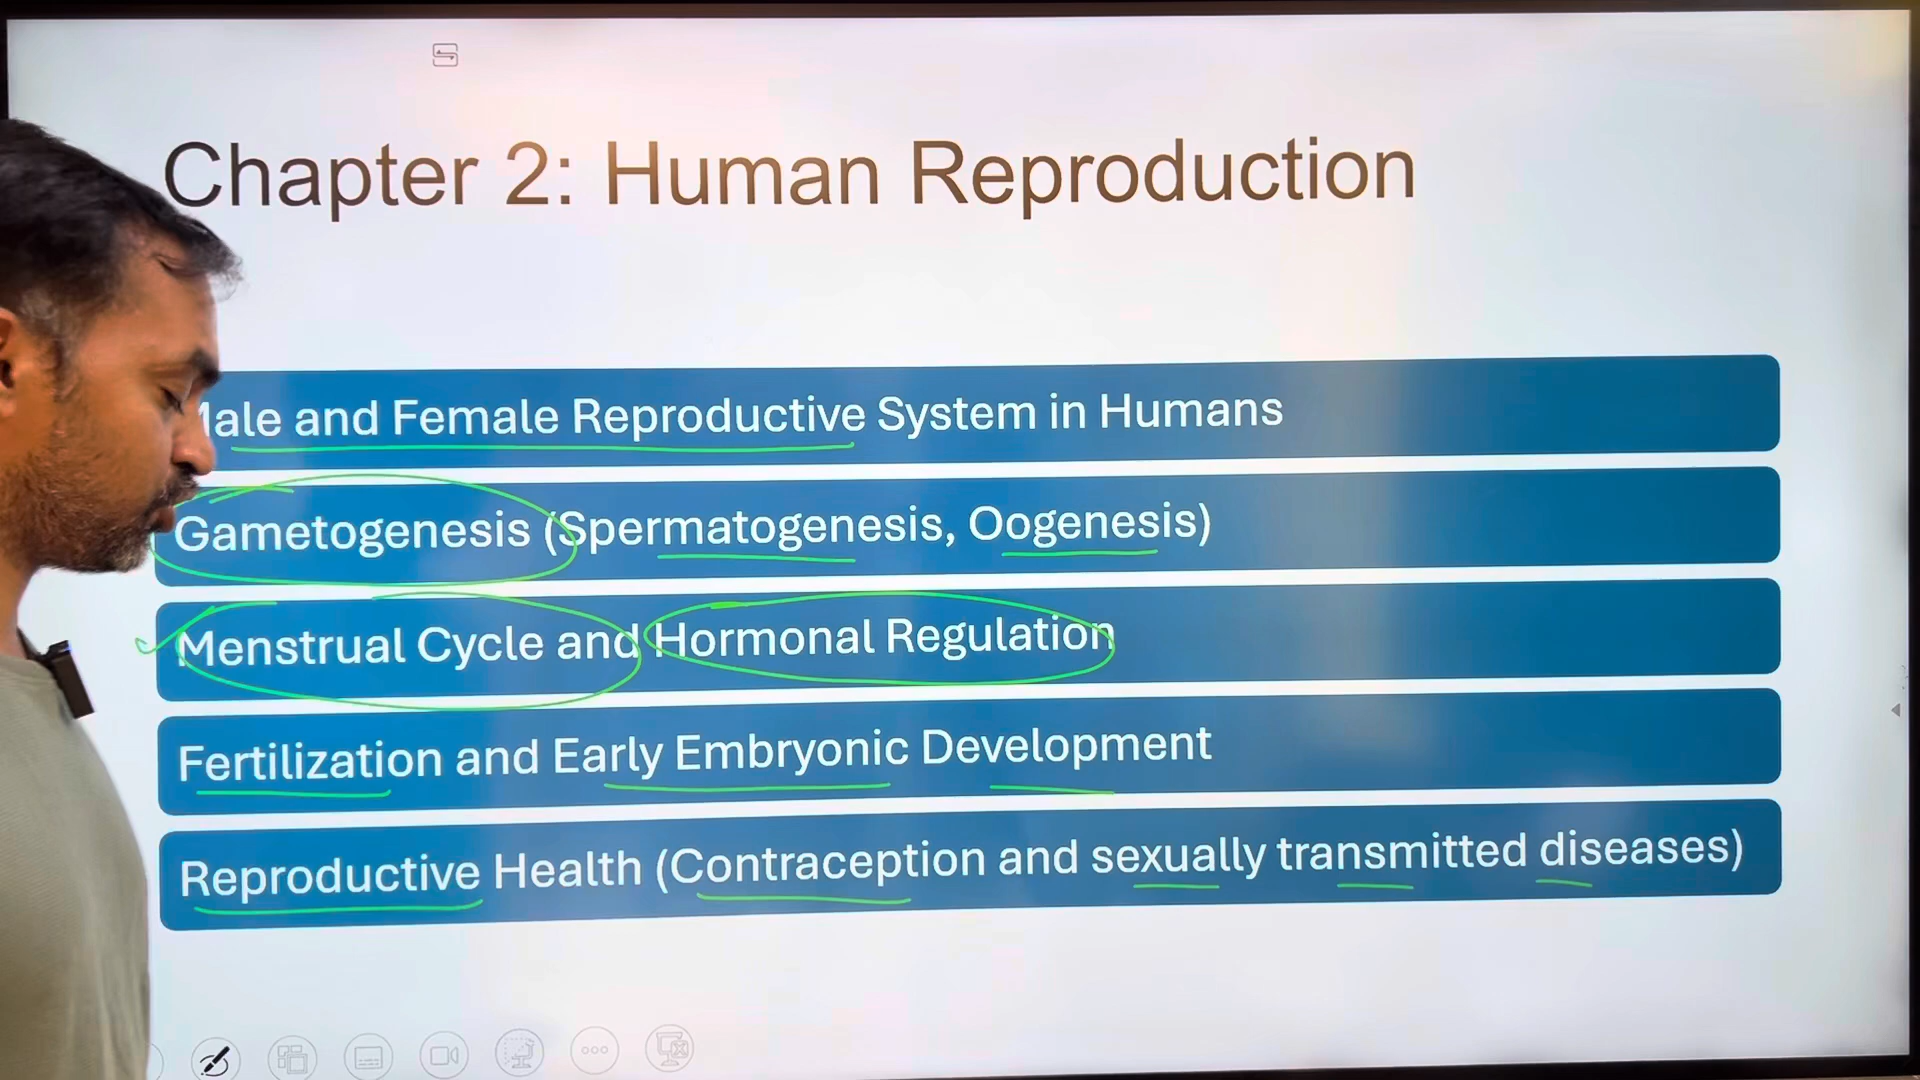 Chapter 2: Human Reproduction
Male and Female Reproductive System in Humans
Gametogenesis (Spermatogenesis, Oogenesis)
Menstrual Cycle and Hormonal Regulation
Fertilization and Early Embryonic Development
Reproductive Health (Contraception and sexually transmitted diseases)